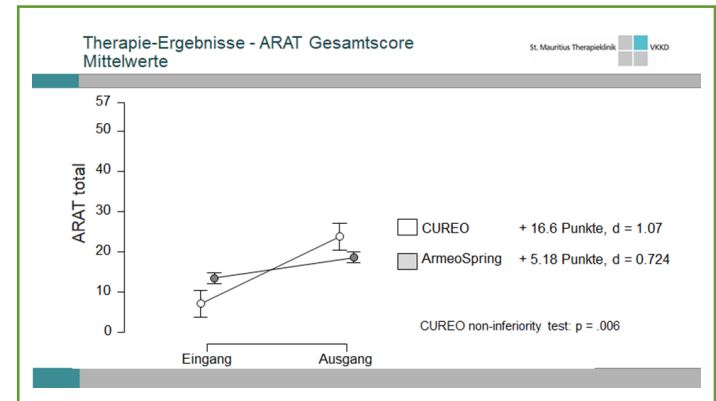 Therapie-Ergebnisse - ARAT Gesamtscore
Mittelwerte
St. Mauritius Therapieklinik VKKD
57
50
40
30
20
10
0
ARAT total
CUREO + 16.6 Punkte, d = 1.07
ArmeoSpring + 5.18 Punkte, d = 0.724
CUREO non-inferiority test: p = .006
Eingang Ausgang